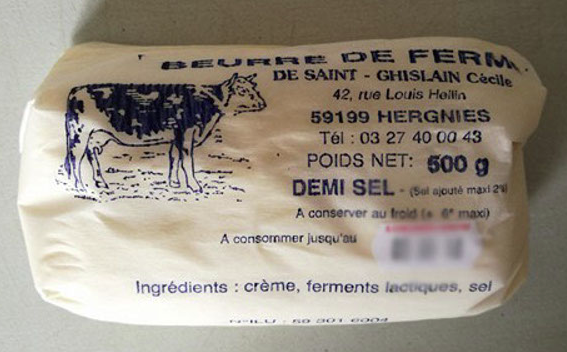 BEURRE DE FERM
DE SAINT - GHISLAIN Cécile
42, rue Louis Hellin
59199 HERGNIES
Tél : 03 27 40 00 43
POIDS NET: 500 g
DEMI SEL - (Sel ajouté maxi 2%)
A conserver au froid (+ 6° maxi)
A consommer jusqu'au
Ingrédients : crème, ferments lactiques, sel